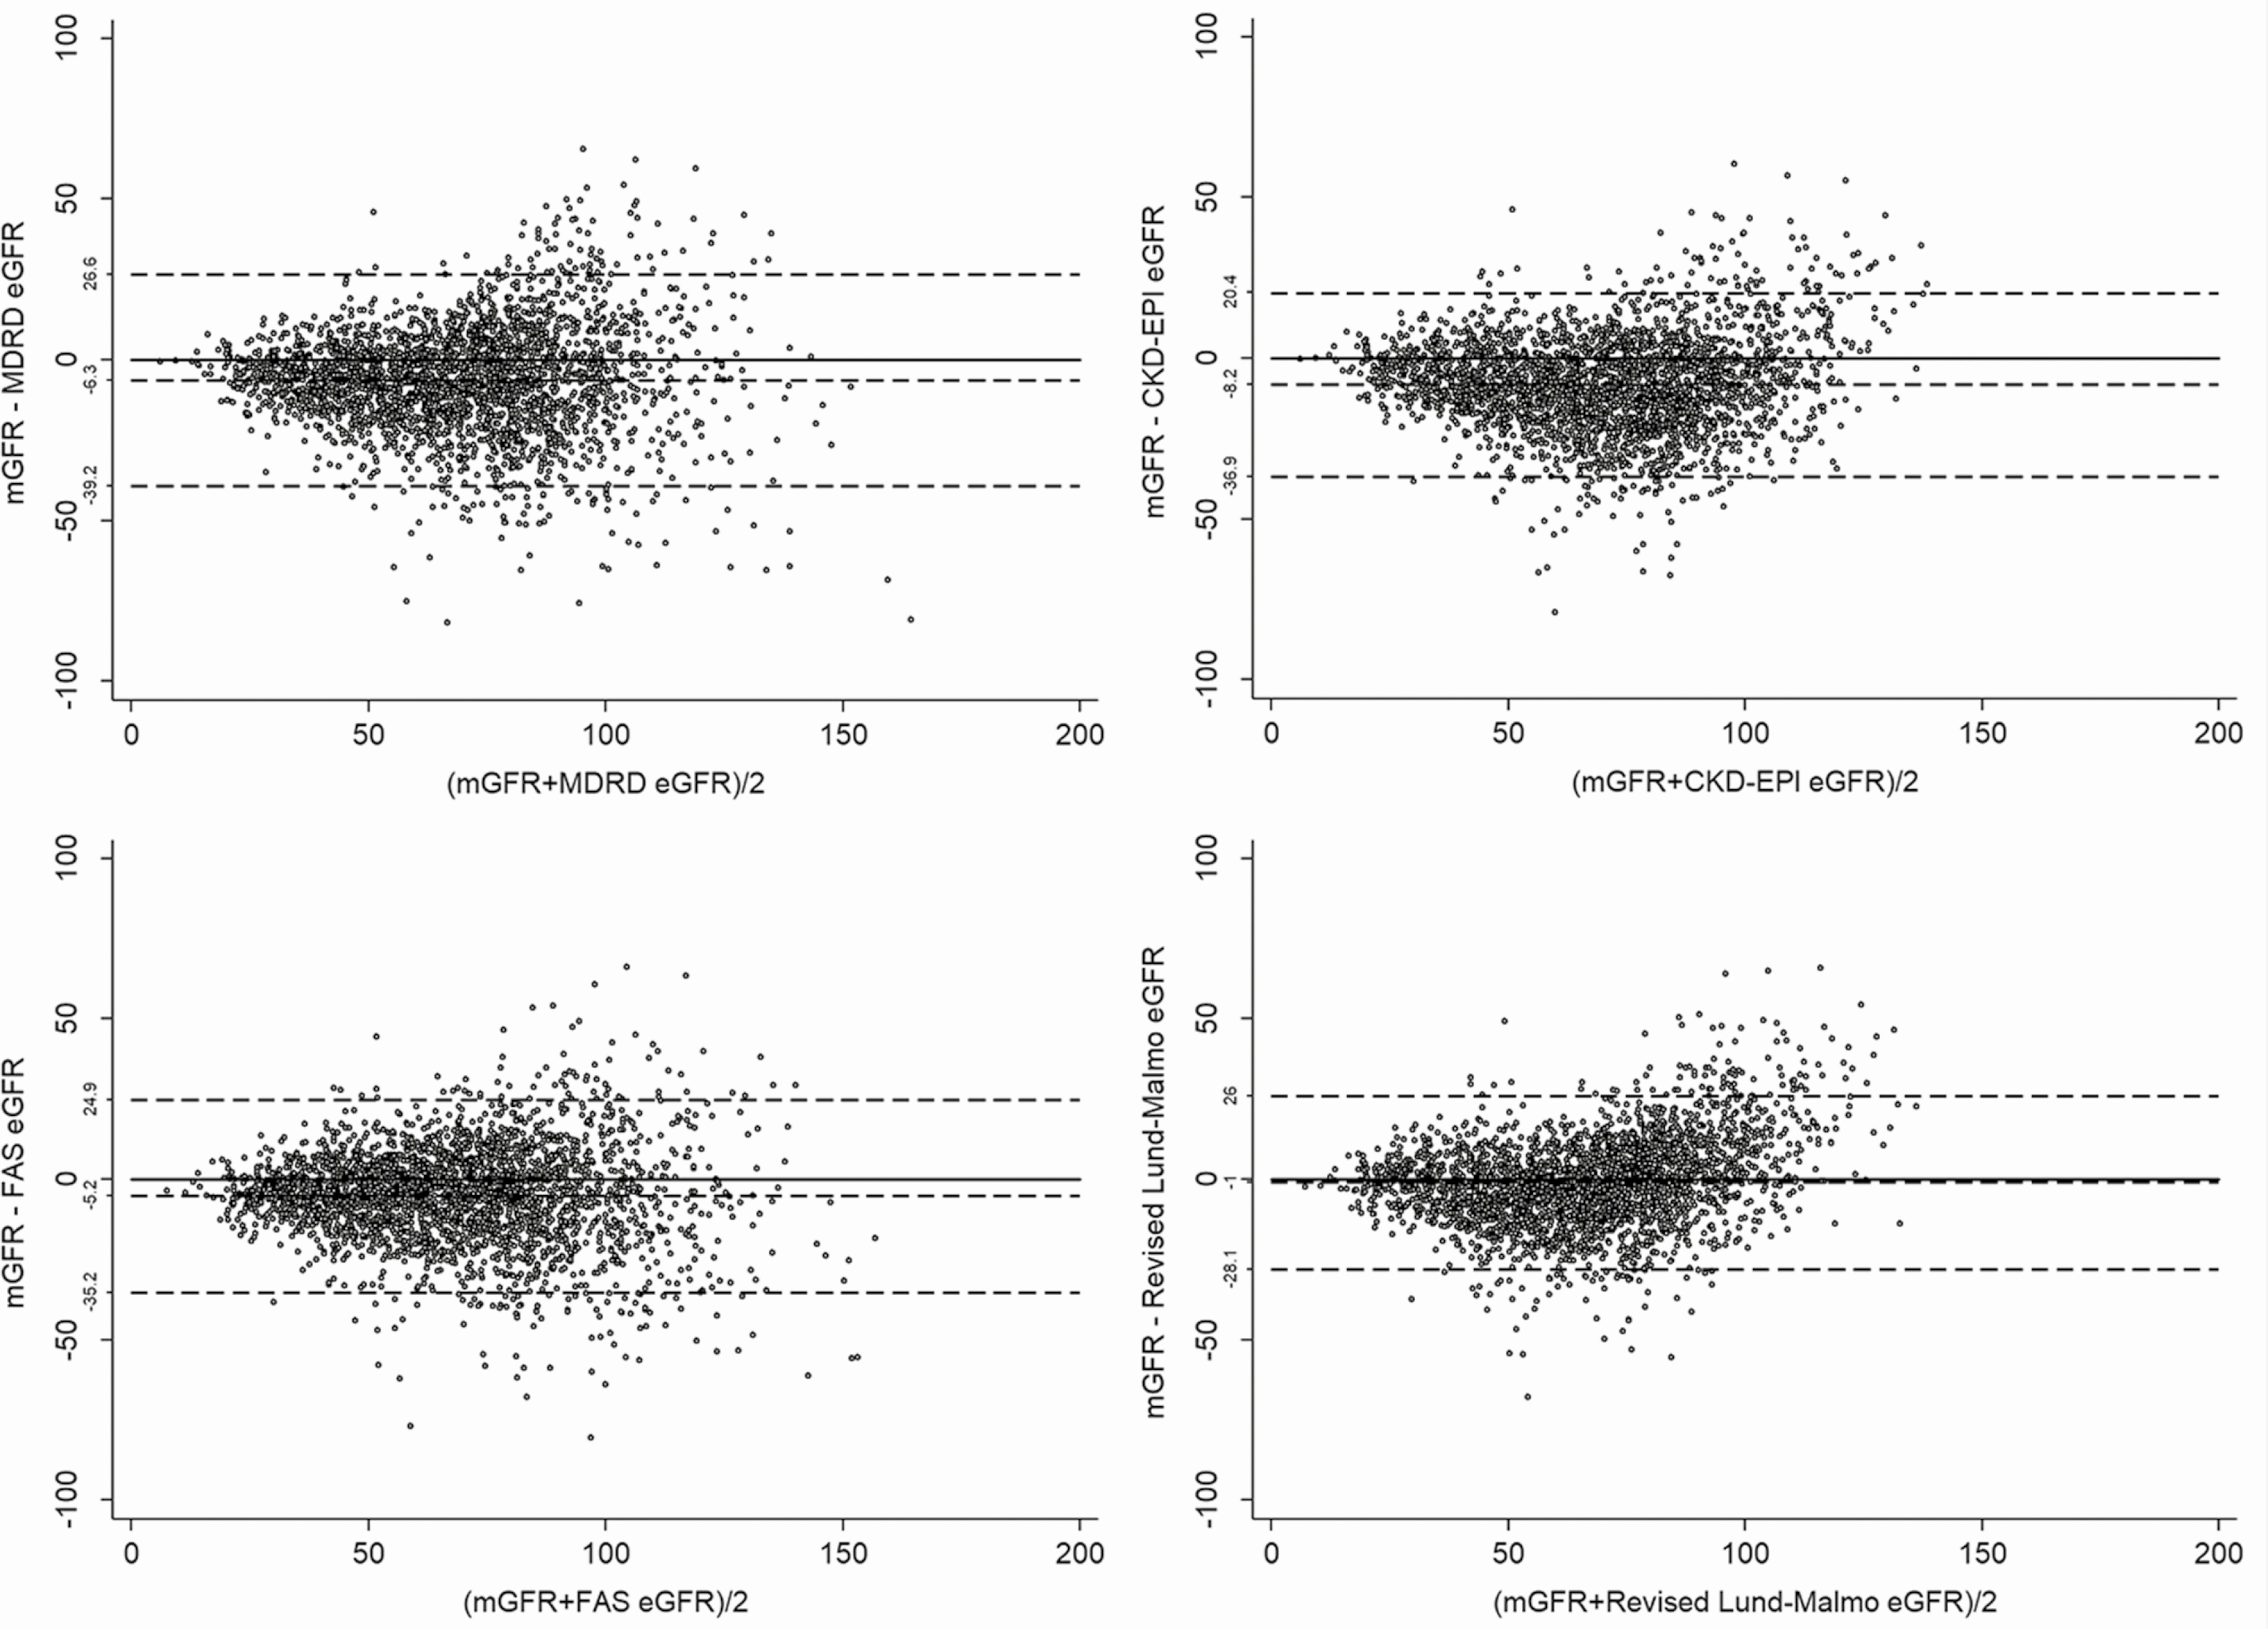 mGFR - MDRD eGFR
100
50
26.6
0
-6.3
-39.2
-50
-100
0 50 100 150 200
(mGFR+MDRD eGFR)/2
mGFR - CKD-EPI eGFR
100
50
20.4
0
-8.2
-36.9
-50
-100
0 50 100 150 200
(mGFR+CKD-EPI eGFR)/2
mGFR - FAS eGFR
100
50
24.9
0
-5.2
-35.2
-50
-100
0 50 100 150 200
(mGFR+FAS eGFR)/2
mGFR - Revised Lund-Malmo eGFR
100
50
26
0
-1
-28.1
-50
-100
0 50 100 150 200
(mGFR+Revised Lund-Malmo eGFR)/2